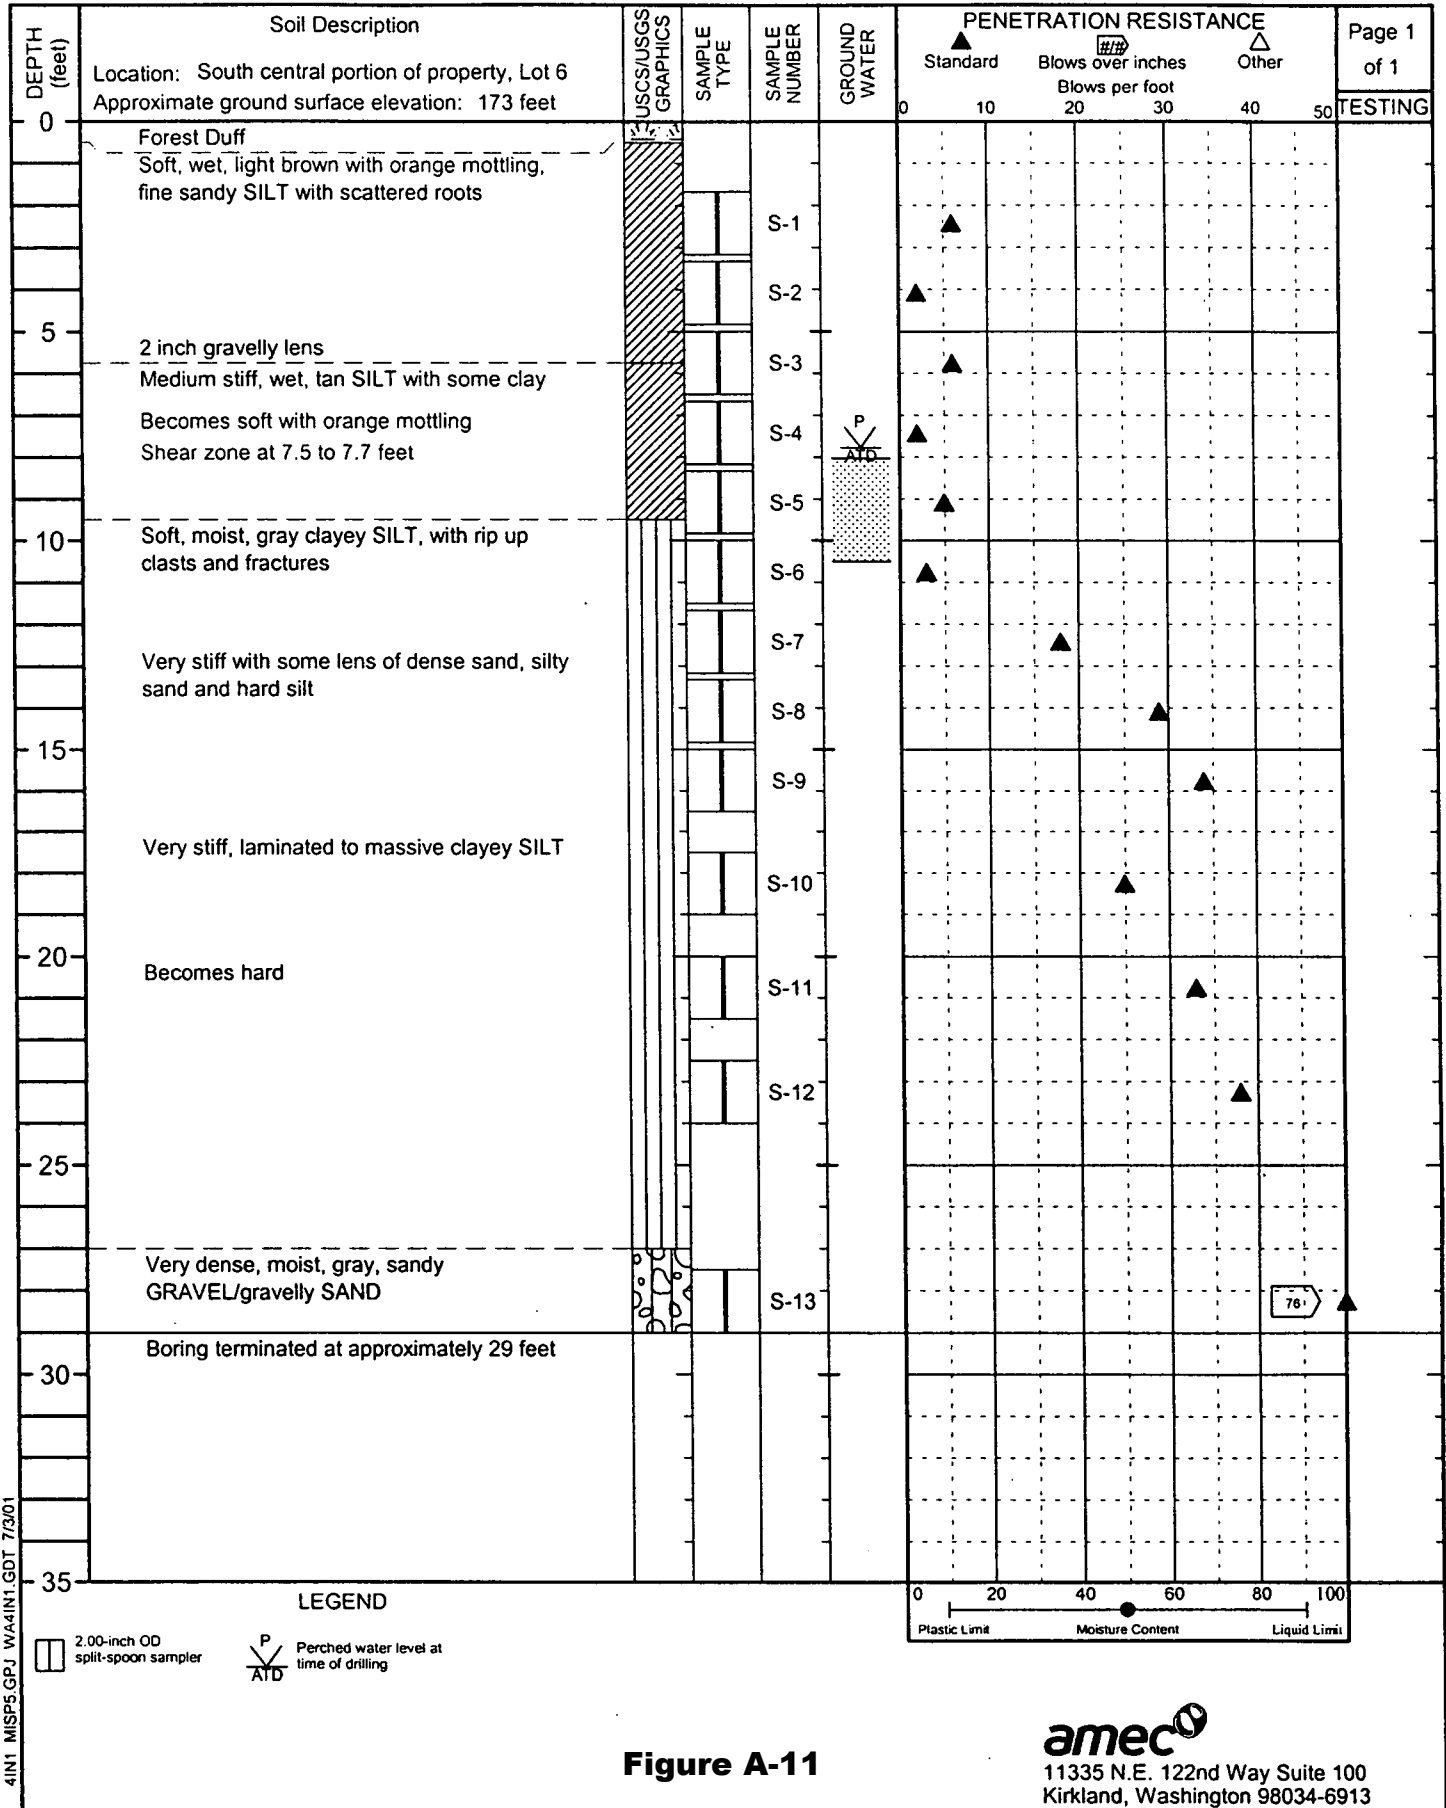 DEPTH
(feet)
Soil Description
Location: South central portion of property, Lot 6
Approximate ground surface elevation: 173 feet
USCS/USGS
GRAPHICS
SAMPLE
TYPE
SAMPLE
NUMBER
GROUND
WATER
PENETRATION RESISTANCE
Standard
#/#
Blows over inches
Other
Blows per foot
0 10 20 30 40 50
Page 1
of 1
TESTING
0
Forest Duff
Soft, wet, light brown with orange mottling,
fine sandy SILT with scattered roots
S-1
S-2
5
2 inch gravelly lens
S-3
Medium stiff, wet, tan SILT with some clay
Becomes soft with orange mottling
S-4
P
ATD
Shear zone at 7.5 to 7.7 feet
S-5
10
Soft, moist, gray clayey SILT, with rip up
clasts and fractures
S-6
S-7
Very stiff with some lens of dense sand, silty
sand and hard silt
S-8
15
S-9
Very stiff, laminated to massive clayey SILT
S-10
20
Becomes hard
S-11
S-12
25
Very dense, moist, gray, sandy
GRAVEL/gravelly SAND
S-13
76
Boring terminated at approximately 29 feet
30
35
0 20 40 60 80 100
Plastic Limit
Moisture Content
Liquid Limit
LEGEND
2.00-inch OD
split-spoon sampler
P
ATD
Perched water level at
time of drilling
4IN1 MISP5.GPJ WA4IN1.GDT 7/3/01
Figure A-11
amec
11335 N.E. 122nd Way Suite 100
Kirkland, Washington 98034-6913